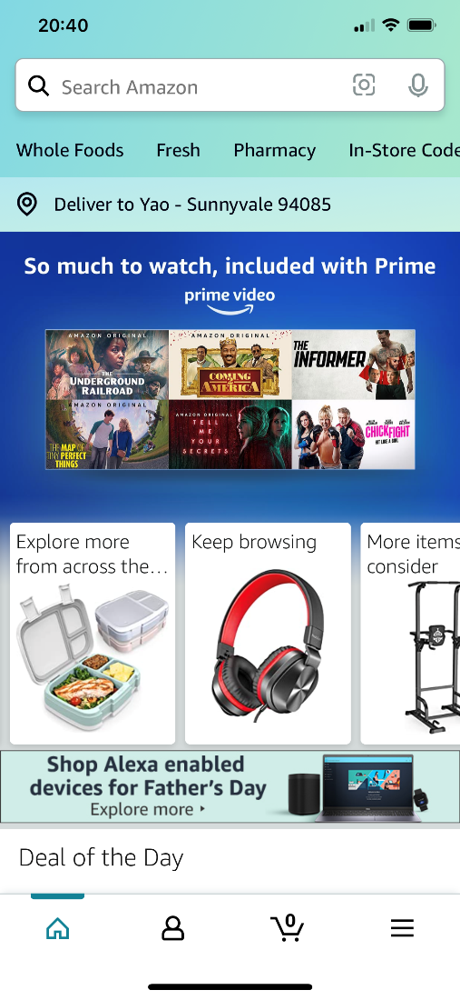 20:40
Search Amazon
Whole Foods Fresh Pharmacy In-Store Code
Deliver to Yao - Sunnyvale 94085
So much to watch, included with Prime
prime video
AMAZON ORIGINAL
THE
UNDERGROUND
RAILROAD
AMAZON ORIGINAL
COMING
2
AMERICA
THE
INFORMER
AMAZON ORIGINAL
THE MAP OF
TINY PERFECT
THINGS
AMAZON ORIGINAL
TELL
ME
YOUR
SECRETS
CHICKFIGHT
HIT LIKE A GIRL
Explore more
from across the...
Keep browsing
More items
consider
Shop Alexa enabled
devices for Father's Day
Explore more
Deal of the Day
0